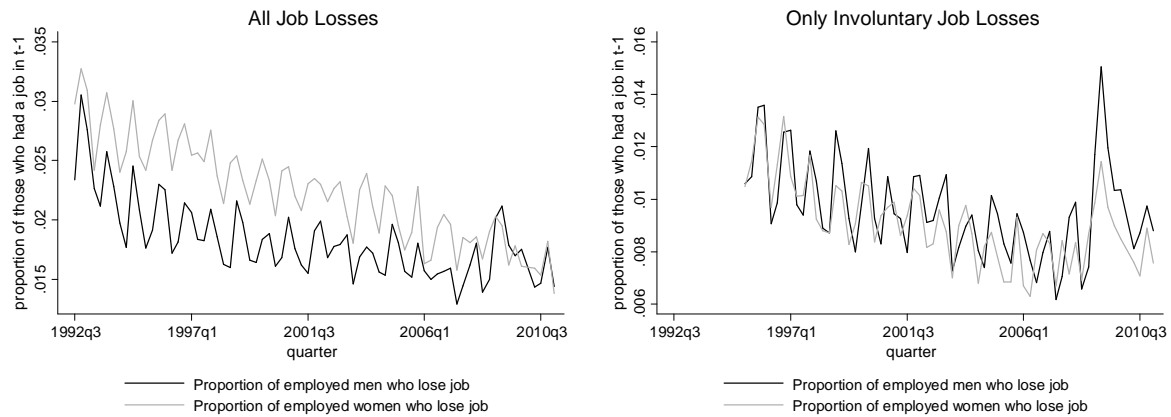 All Job Losses
proportion of those who had a job in t-1
.035
.03
.025
.02
.015
1992q3
1997q1
2001q3
2006q1
2010q3
quarter
Proportion of employed men who lose job
Proportion of employed women who lose job
Only Involuntary Job Losses
proportion of those who had a job in t-1
.016
.014
.012
.01
.008
.006
1992q3
1997q1
2001q3
2006q1
2010q3
quarter
Proportion of employed men who lose job
Proportion of employed women who lose job